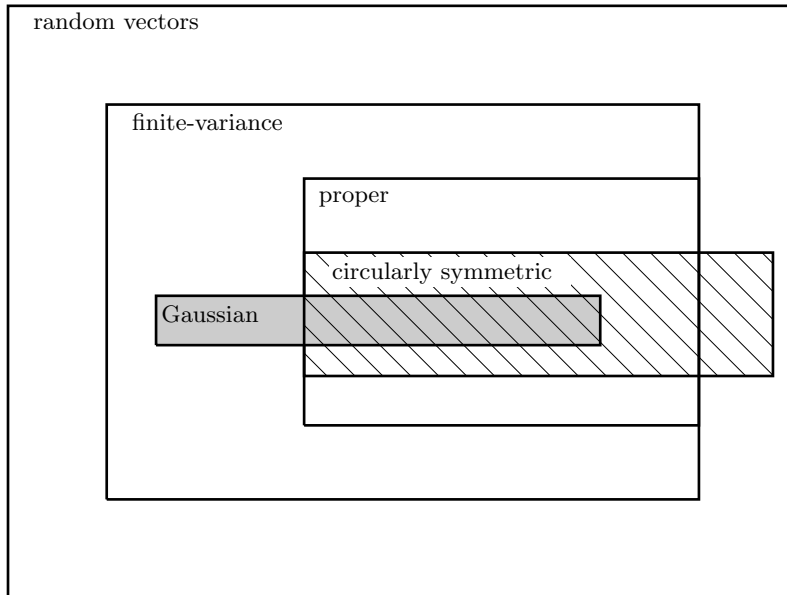 random vectors
finite-variance
proper
circularly symmetric
Gaussian